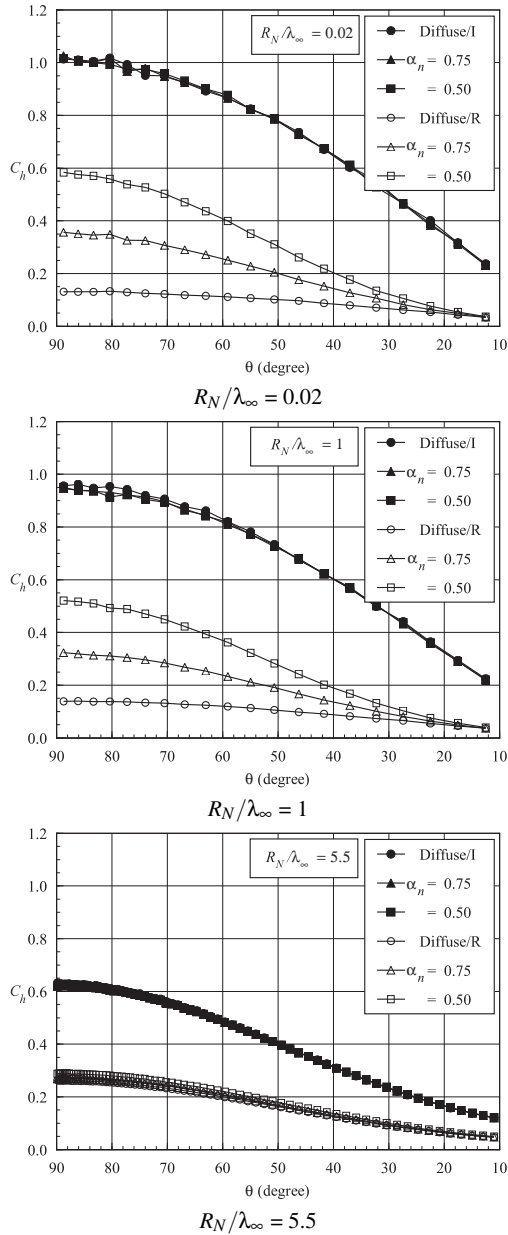 1.2
1.0
0.8
0.6
0.4
0.2
0.0
C_h
R_N/λ_∞ = 0.02
Diffuse/I
α_n = 0.75
= 0.50
Diffuse/R
α_n = 0.75
= 0.50
90 80 70 60 50 40 30 20 10
θ (degree)
R_N/λ_∞ = 0.02
1.2
1.0
0.8
0.6
0.4
0.2
0.0
C_h
R_N/λ_∞ = 1
Diffuse/I
α_n = 0.75
= 0.50
Diffuse/R
α_n = 0.75
= 0.50
90 80 70 60 50 40 30 20 10
θ (degree)
R_N/λ_∞ = 1
1.2
1.0
0.8
0.6
0.4
0.2
0.0
C_h
R_N/λ_∞ = 5.5
Diffuse/I
α_n = 0.75
= 0.50
Diffuse/R
α_n = 0.75
= 0.50
90 80 70 60 50 40 30 20 10
θ (degree)
R_N/λ_∞ = 5.5